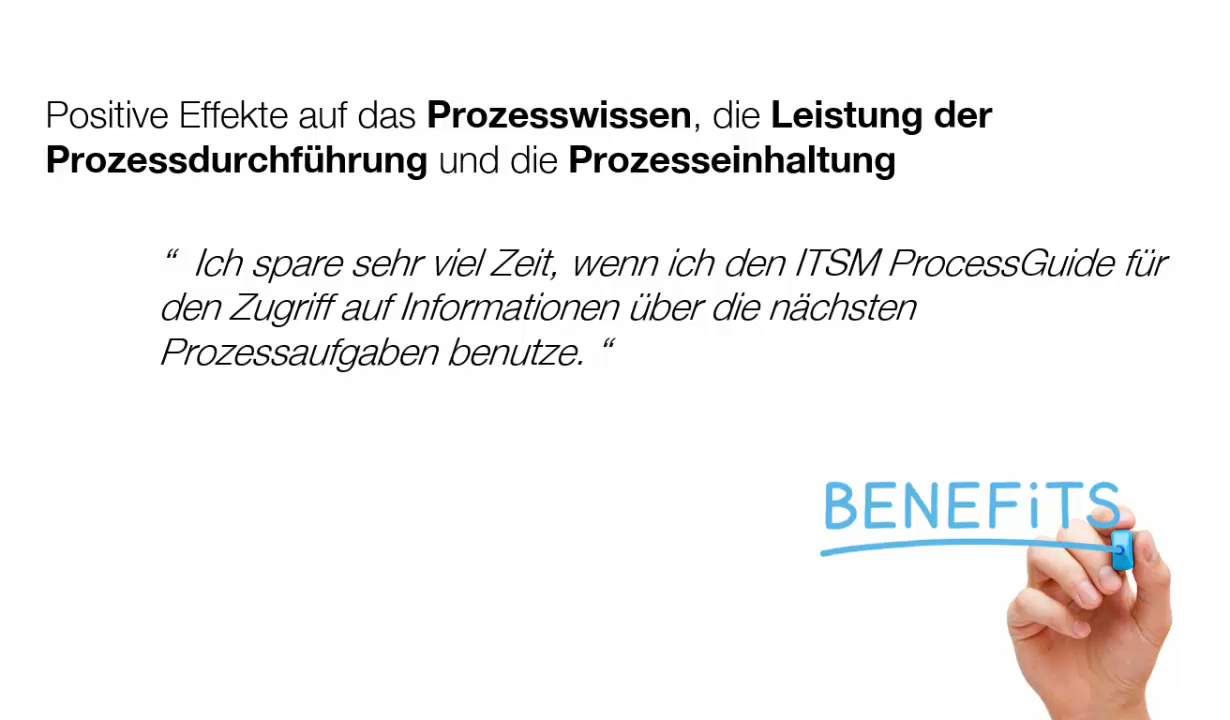 Positive Effekte auf das Prozesswissen, die Leistung der
Prozessdurchführung und die Prozesseinhaltung
“ Ich spare sehr viel Zeit, wenn ich den ITSM ProcessGuide für
den Zugriff auf Informationen über die nächsten
Prozessaufgaben benutze. “
BENEFiTS